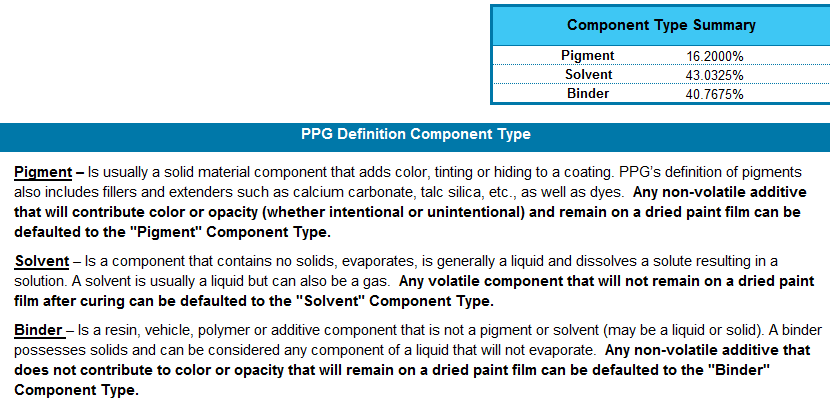 Component Type Summary
Pigment 16.2000%
Solvent 43.0325%
Binder 40.7675%
PPG Definition Component Type
Pigment – Is usually a solid material component that adds color, tinting or hiding to a coating. PPG's definition of pigments
also includes fillers and extenders such as calcium carbonate, talc silica, etc., as well as dyes. Any non-volatile additive
that will contribute color or opacity (whether intentional or unintentional) and remain on a dried paint film can be
defaulted to the "Pigment" Component Type.
Solvent – Is a component that contains no solids, evaporates, is generally a liquid and dissolves a solute resulting in a
solution. A solvent is usually a liquid but can also be a gas. Any volatile component that will not remain on a dried paint
film after curing can be defaulted to the "Solvent" Component Type.
Binder – Is a resin, vehicle, polymer or additive component that is not a pigment or solvent (may be a liquid or solid). A binder
possesses solids and can be considered any component of a liquid that will not evaporate. Any non-volatile additive that
does not contribute to color or opacity that will remain on a dried paint film can be defaulted to the "Binder"
Component Type.